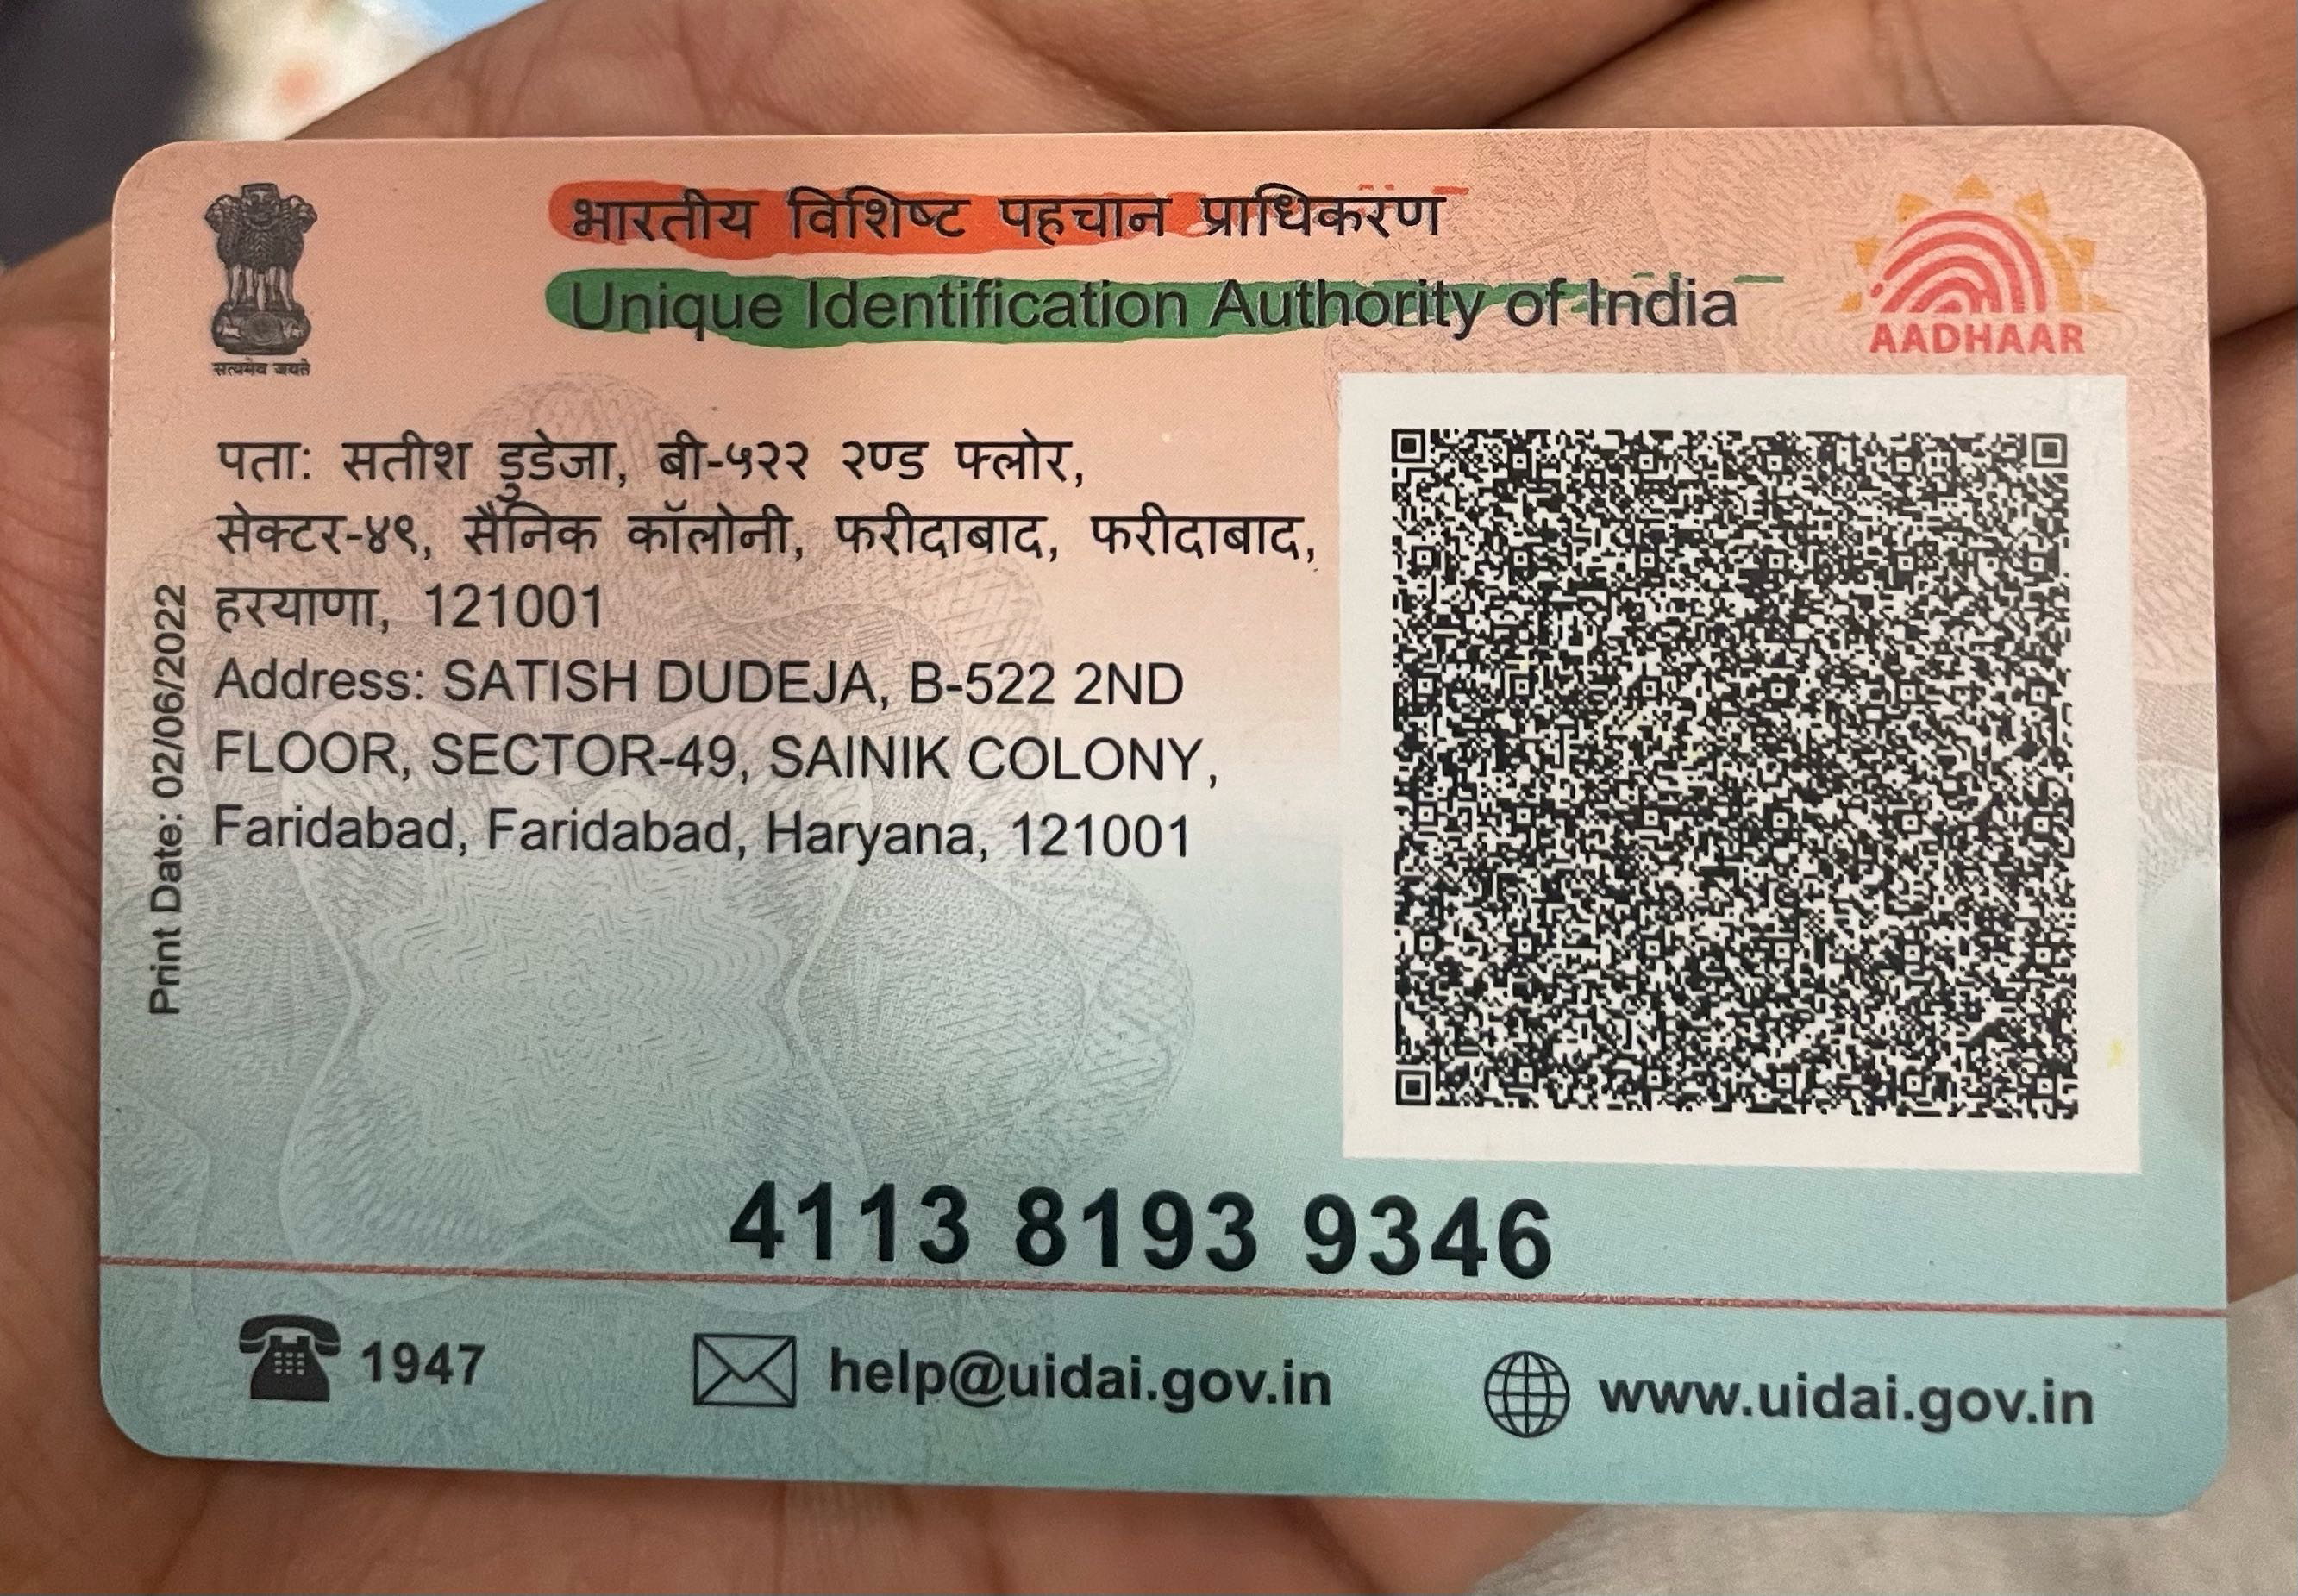 भारतीय विशिष्ट पहचान प्राधिकरण
Unique Identification Authority of India
सत्यमेव जयते
AADHAAR
पता: सतीश डुडेजा, बी-५२२ २ण्ड फ्लोर,
सेक्टर-४९, सैनिक कॉलोनी, फरीदाबाद, फरीदाबाद,
हरयाणा, 121001
Address: SATISH DUDEJA, B-522 2ND
FLOOR, SECTOR-49, SAINIK COLONY,
Faridabad, Faridabad, Haryana, 121001
Print Date: 02/06/2022
4113 8193 9346
1947
help@uidai.gov.in
www.uidai.gov.in